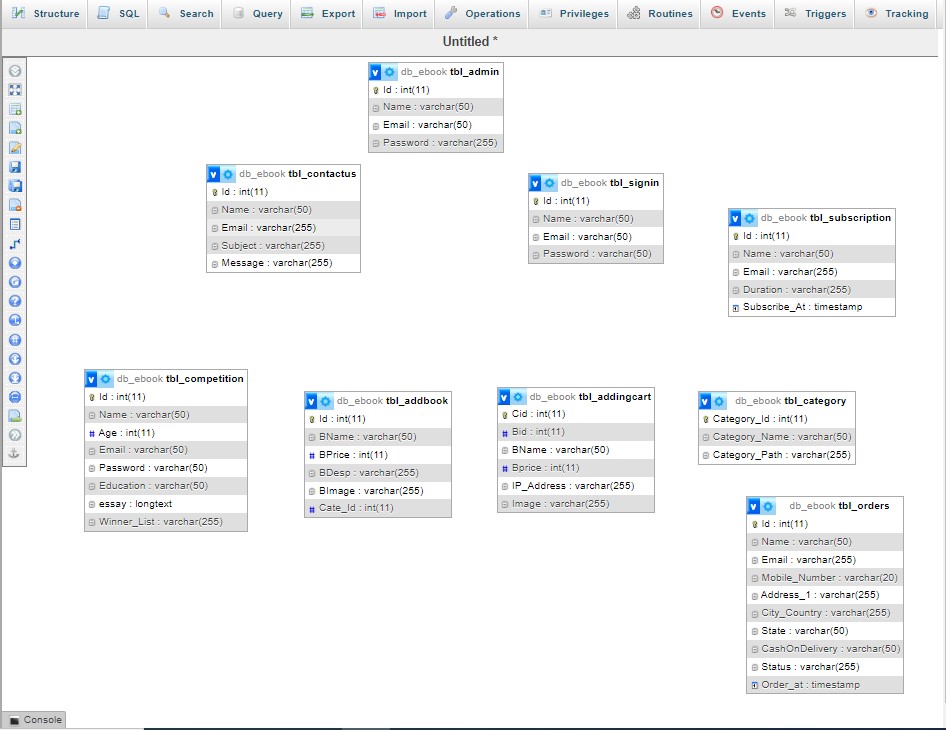 Structure SQL Search Query Export Import Operations Privileges Routines Events Triggers Tracking
Untitled *
db_ebook tbl_admin
Id : int(11)
Name : varchar(50)
Email : varchar(50)
Password : varchar(255)
db_ebook tbl_contactus
Id : int(11)
Name : varchar(50)
Email : varchar(255)
Subject : varchar(255)
Message : varchar(255)
db_ebook tbl_signin
Id : int(11)
Name : varchar(50)
Email : varchar(50)
Password : varchar(50)
db_ebook tbl_subscription
Id : int(11)
Name : varchar(50)
Email : varchar(255)
Duration : varchar(255)
Subscribe_At : timestamp
db_ebook tbl_competition
Id : int(11)
Name : varchar(50)
Age : int(11)
Email : varchar(50)
Password : varchar(50)
Education : varchar(50)
essay : longtext
Winner_List : varchar(255)
db_ebook tbl_addbook
Id : int(11)
BName : varchar(50)
BPrice : int(11)
BDesp : varchar(255)
BImage : varchar(255)
Cate_Id : int(11)
db_ebook tbl_addingcart
Cid : int(11)
Bid : int(11)
BName : varchar(50)
Bprice : int(11)
IP_Address : varchar(255)
Image : varchar(255)
db_ebook tbl_category
Category_Id : int(11)
Category_Name : varchar(50)
Category_Path : varchar(255)
db_ebook tbl_orders
Id : int(11)
Name : varchar(50)
Email : varchar(255)
Mobile_Number : varchar(20)
Address_1 : varchar(255)
City_Country : varchar(255)
State : varchar(50)
CashOnDelivery : varchar(50)
Status : varchar(255)
Order_at : timestamp
Console